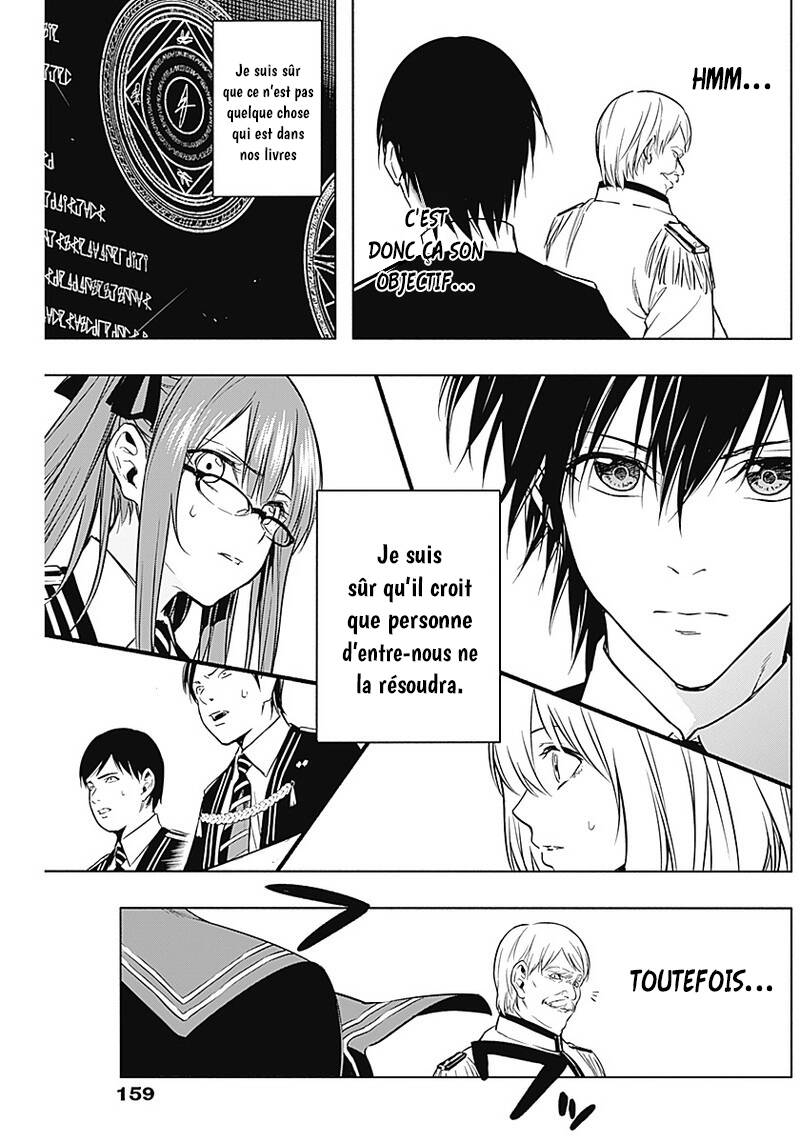 HMM...
C'EST
DONC ÇA SON
OBJECTIF...
Je suis sûr
que ce n'est pas
quelque chose
qui est dans
nos livres
Je suis
sûr qu'il croit
que personne
d'entre-nous ne
la résoudra.
TOUTEFOIS...
159